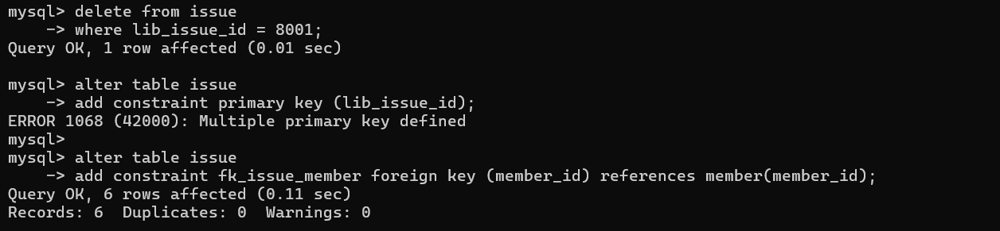 mysql> delete from issue
    -> where lib_issue_id = 8001;
Query OK, 1 row affected (0.01 sec)

mysql> alter table issue
    -> add constraint primary key (lib_issue_id);
ERROR 1068 (42000): Multiple primary key defined
mysql>
mysql> alter table issue
    -> add constraint fk_issue_member foreign key (member_id) references member(member_id);
Query OK, 6 rows affected (0.11 sec)
Records: 6  Duplicates: 0  Warnings: 0